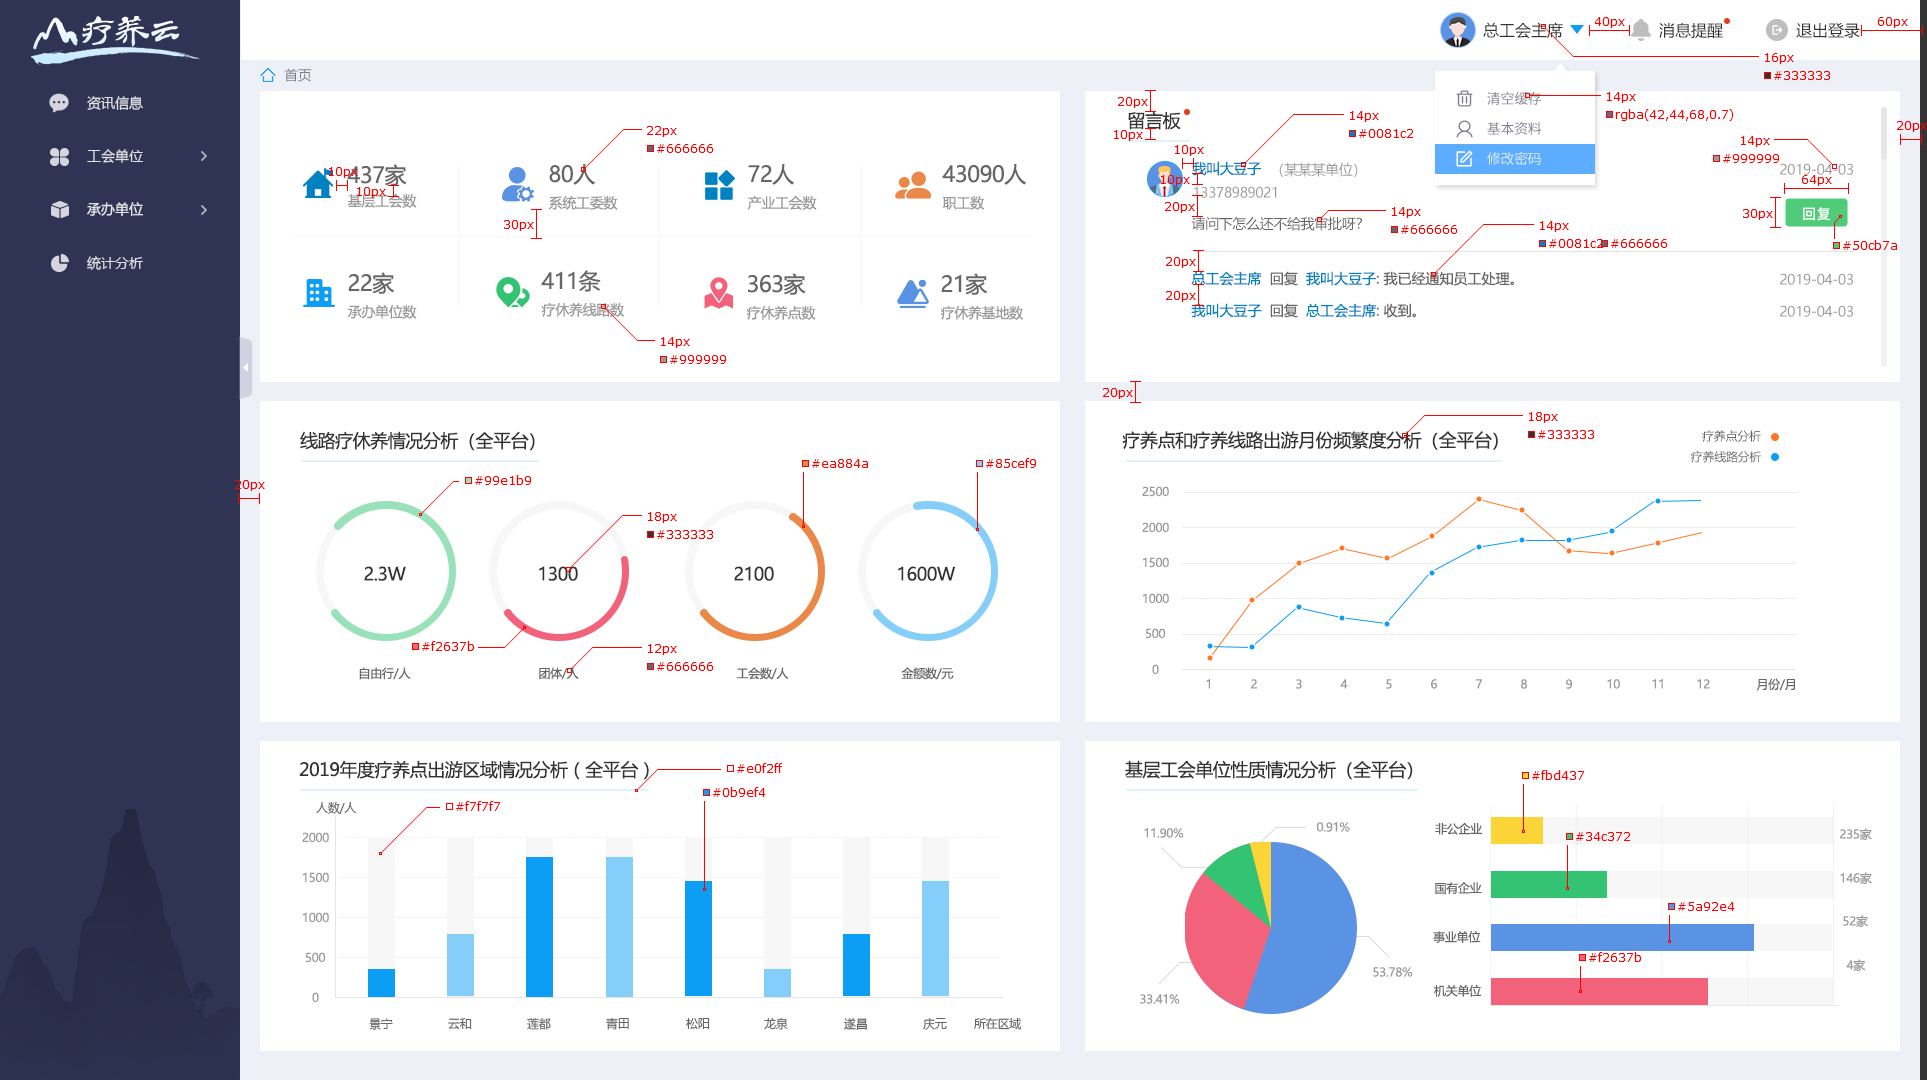 疗养云
总工会主席
40px
消息提醒
退出登录
60px
16px
#333333
首页
资讯信息
工会单位
承办单位
统计分析
清空缓存
基本资料
修改密码
14px
rgba(42,44,68,0.7)
437家
基层工会数
10px
10px
80人
系统工委数
22px
#666666
30px
72人
产业工会数
43090人
职工数
22家
承办单位数
411条
疗休养线路数
14px
#999999
363家
疗休养点数
21家
疗休养基地数
20px
留言板
10px
14px
#0081c2
10px
我叫大豆子
（某某某单位）
10px
13378989021
14px
#999999
20px
2019-04-03
64px
20px
请问下怎么还不给我审批呀?
14px
#666666
30px
回复
#50cb7a
14px
#0081c2
#666666
20px
总工会主席 回复 我叫大豆子: 我已经通知员工处理。
2019-04-03
20px
我叫大豆子 回复 总工会主席: 收到。
2019-04-03
20px
20px
线路疗休养情况分析（全平台）
#99e1b9
#ea884a
#85cef9
18px
#333333
2.3W
1300
2100
1600W
#f2637b
12px
#666666
自由行/人
团体/人
工会数/人
金额数/元
疗养点和疗养线路出游月份频繁度分析（全平台）
18px
#333333
疗养点分析
疗养线路分析
2500
2000
1500
1000
500
0
1 2 3 4 5 6 7 8 9 10 11 12 月份/月
2019年度疗养点出游区域情况分析 ( 全平台 )
#e0f2ff
#0b9ef4
人数/人
#f7f7f7
2000
1500
1000
500
0
景宁 云和 莲都 青田 松阳 龙泉 遂昌 庆元 所在区域
基层工会单位性质情况分析（全平台）
11.90%
0.91%
53.78%
33.41%
#fbd437
非公企业
235家
#34c372
国有企业
146家
#5a92e4
事业单位
52家
#f2637b
机关单位
4家